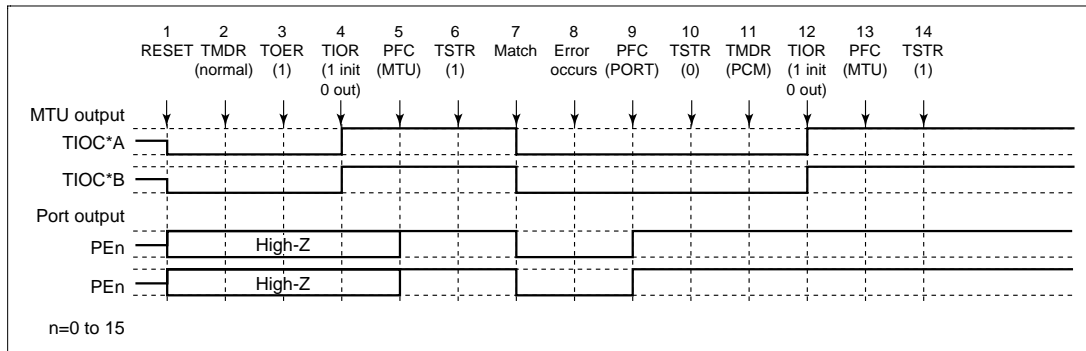 1 2 3 4 5 6 7 8 9 10 11 12 13 14
RESET TMDR TOER TIOR PFC TSTR Match Error PFC TSTR TMDR TIOR PFC TSTR
(normal) (1) (1 init (MTU) (1) occurs (PORT) (0) (PCM) (1 init (MTU) (1)
0 out) 0 out)
MTU output
TIOC*A
TIOC*B
Port output
PEn High-Z
PEn High-Z
n=0 to 15